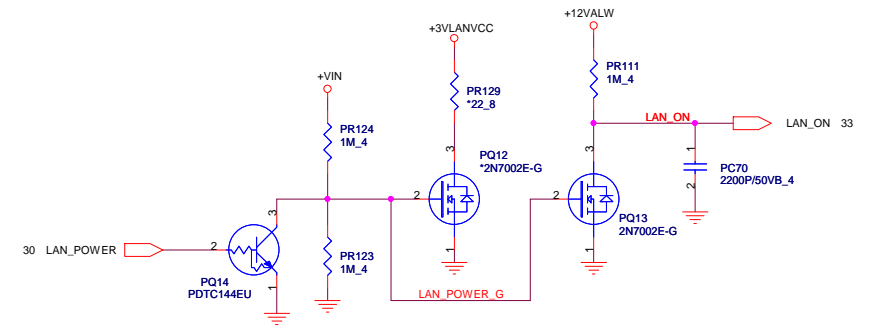 +12VALW
+3VLANVCC
+VIN
PR111
1M_4
PR129
*22_8
PR124
1M_4
LAN_ON
LAN_ON 33
3
3
1
PC70
2200P/50VB_4
2
PQ12
*2N7002E-G
2
2
3
PQ13
2N7002E-G
1
1
30 LAN_POWER
2
PR123
1M_4
PQ14
PDTC144EU
1
LAN_POWER_G